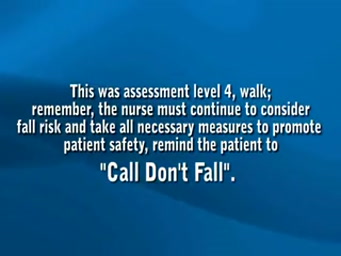 This was assessment level 4, walk;
remember, the nurse must continue to consider
fall risk and take all necessary measures to promote
patient safety, remind the patient to
"Call Don't Fall".